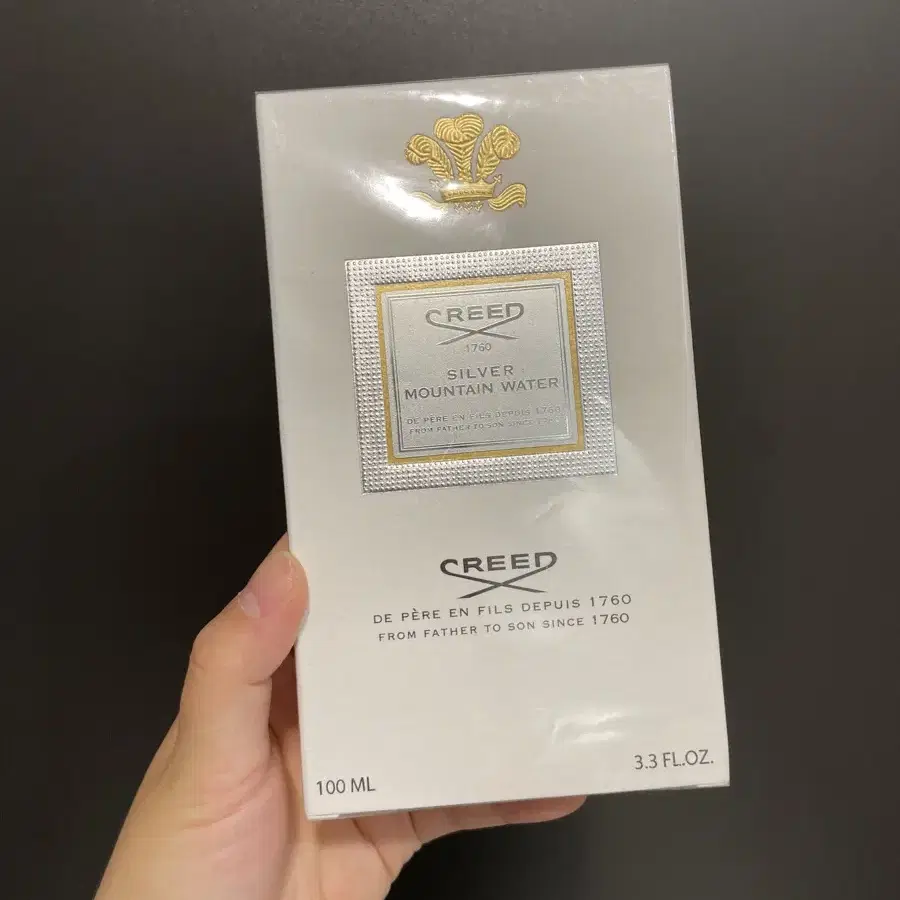 CREED
1760
SILVER
MOUNTAIN WATER
DE PÈRE EN FILS DEPUIS 1760
FROM FATHER TO SON SINCE 1760
CREED
DE PÈRE EN FILS DEPUIS 1760
FROM FATHER TO SON SINCE 1760
100 ML
3.3 FL.OZ.